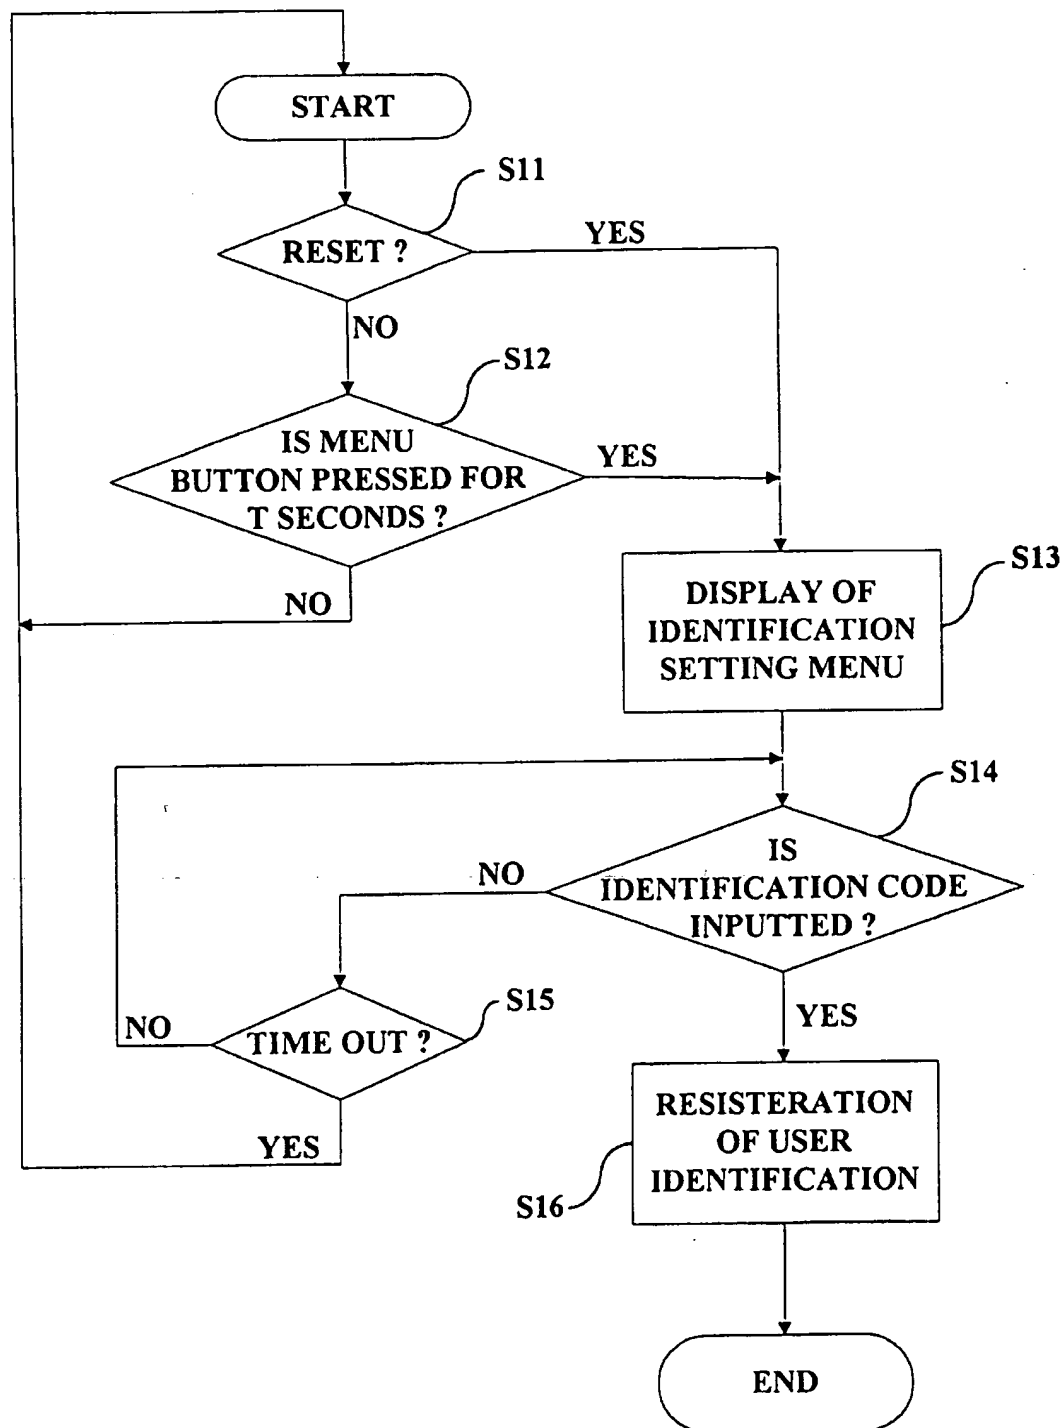 START
S11
RESET ?
YES
NO
S12
IS MENU
BUTTON PRESSED FOR
T SECONDS ?
YES
NO
S13
DISPLAY OF
IDENTIFICATION
SETTING MENU
S14
IS
IDENTIFICATION CODE
INPUTTED ?
NO
S15
TIME OUT ?
NO
YES
YES
RESISTERATION
OF USER
IDENTIFICATION
S16
END